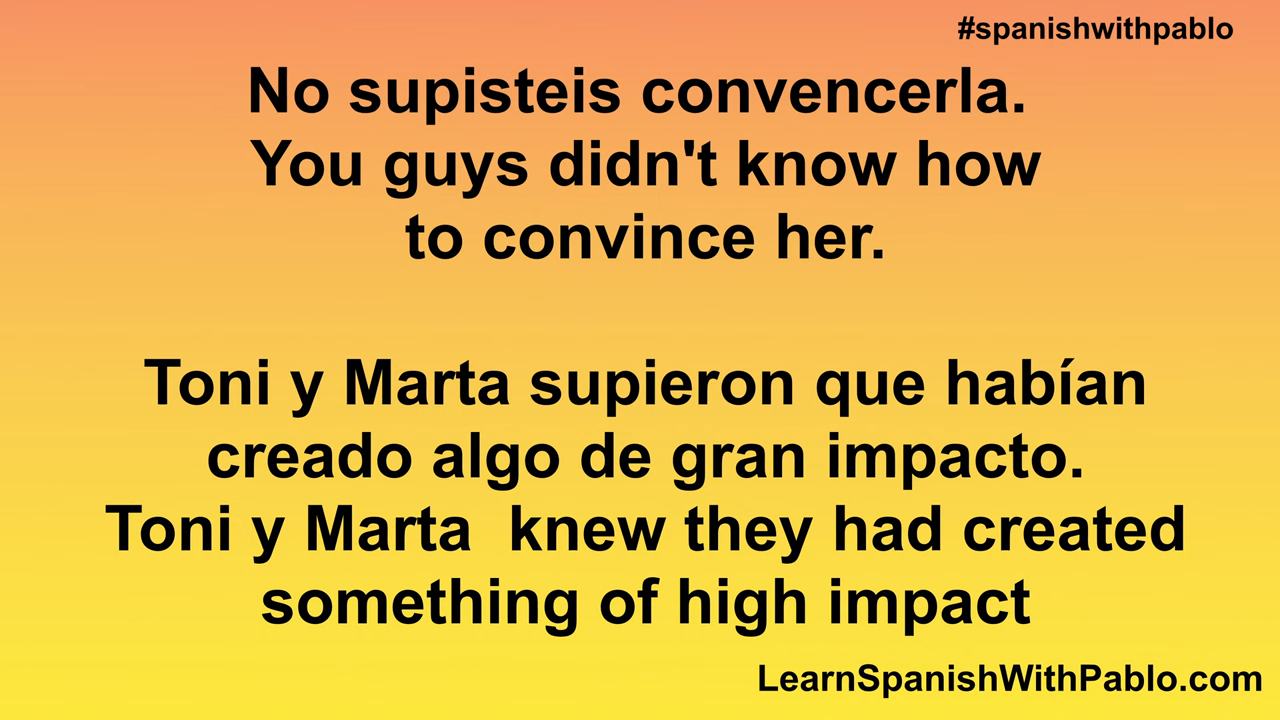 #spanishwithpablo
No supisteis convencerla.
You guys didn't know how
to convince her.
Toni y Marta supieron que habían
creado algo de gran impacto.
Toni y Marta  knew they had created
something of high impact
LearnSpanishWithPablo.com